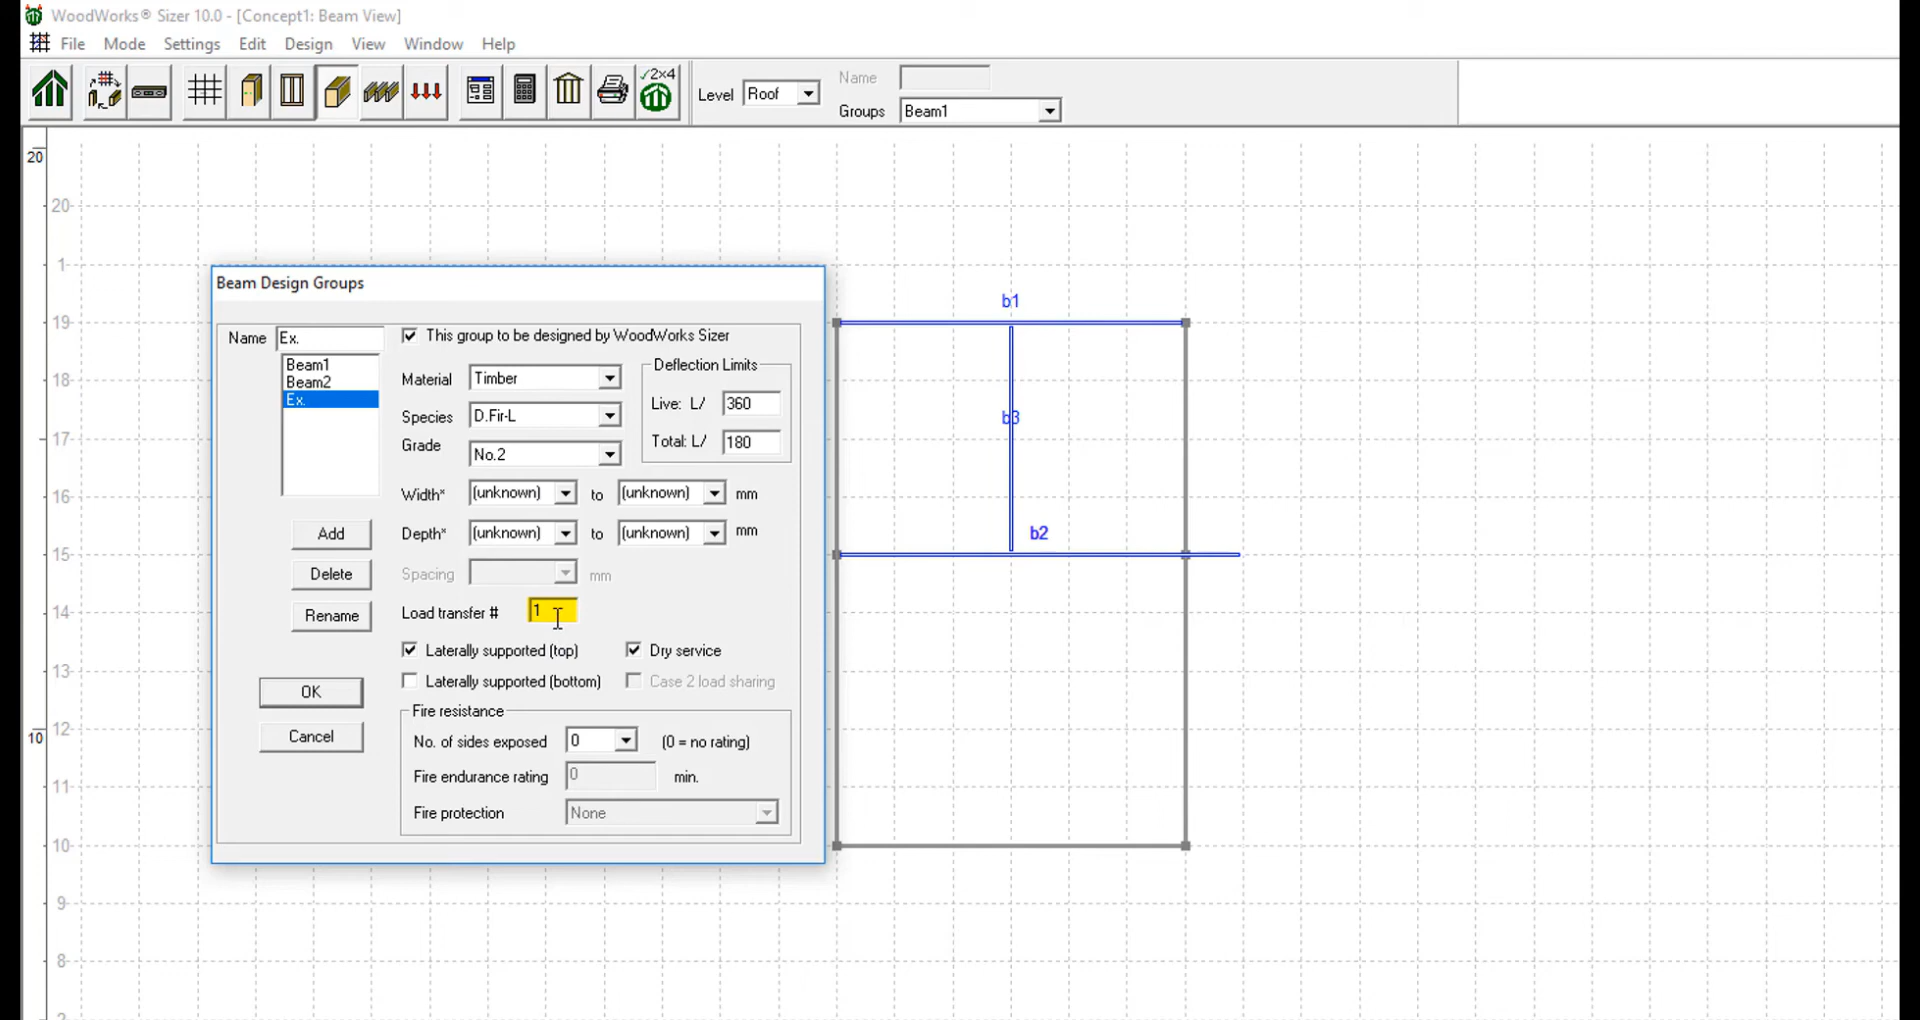 WoodWorks® Sizer 10.0 - [Concept1: Beam View]
File Mode Settings Edit Design View Window Help
✓2x4
Level Roof
Name
Groups Beam1
20
20
1
19
18
17
16
15
14
13
12
10
11
10
9
8
b1
b3
b2
Beam Design Groups
Name Ex.
Beam1
Beam2
Ex.
Add
Delete
Rename
OK
Cancel
This group to be designed by WoodWorks Sizer
Material Timber
Species D.Fir-L
Grade No.2
Deflection Limits
Live: L/ 360
Total: L/ 180
Width* (unknown) to (unknown) mm
Depth* (unknown) to (unknown) mm
Spacing mm
Load transfer # 1
Laterally supported (top) Dry service
Laterally supported (bottom) Case 2 load sharing
Fire resistance
No. of sides exposed 0 (0 = no rating)
Fire endurance rating 0 min.
Fire protection None